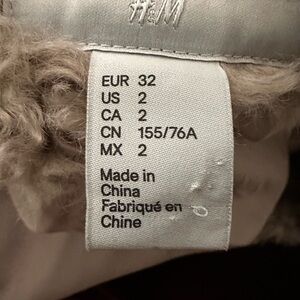 H&M
EUR 32
US 2
CA 2
CN 155/76A
MX 2
Made in
China
Fabriqué en
Chine